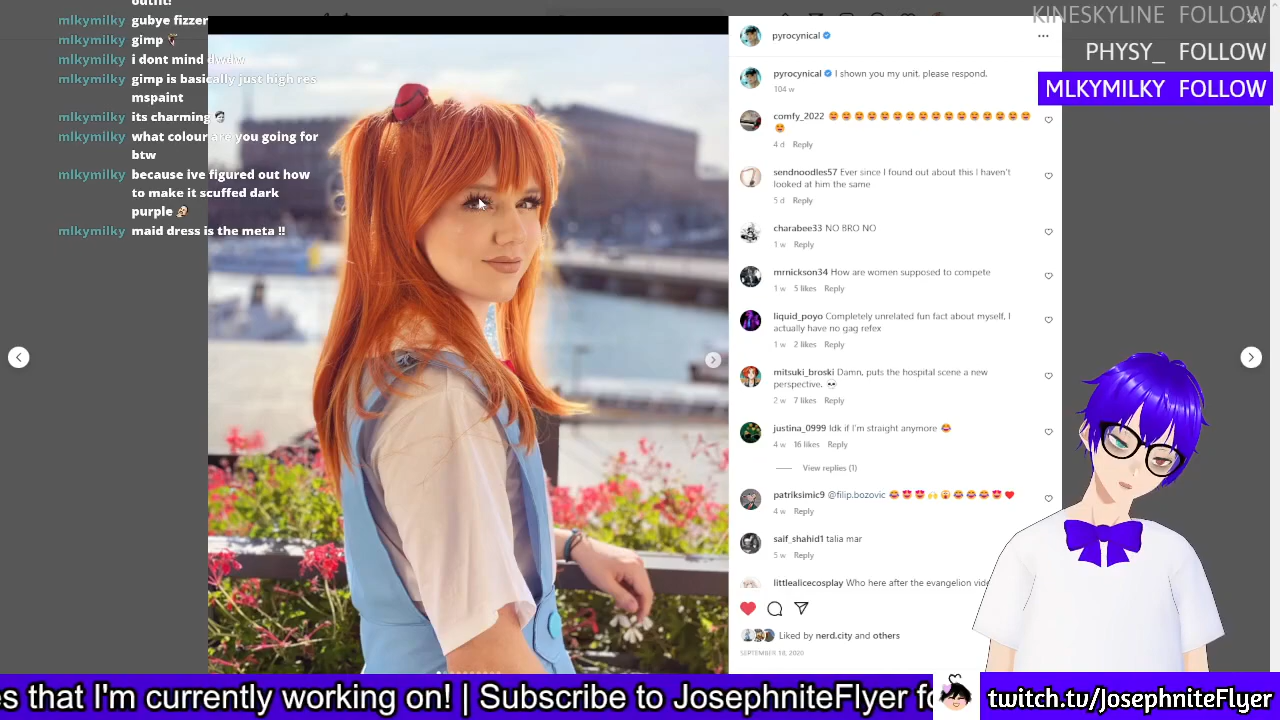 outfit!
mlkymilky gubye fizzer
mlkymilky gimp
mlkymilky i dont mind dwdw
mlkymilky gimp is basically just high res
mspaint
mlkymilky its charming
mlkymilky what colour are you going for
btw
mlkymilky because ive figured out how
to make it scuffed dark
purple
mlkymilky maid dress is the meta !!
pyrocynical
pyrocynical I shown you my unit, please respond.
104 w
comfy_2022
4 d Reply
sendnoodles57 Ever since I found out about this I haven't
looked at him the same
5 d Reply
charabee33 NO BRO NO
1 w Reply
mrnickson34 How are women supposed to compete
1 w 5 likes Reply
liquid_poyo Completely unrelated fun fact about myself, I
actually have no gag refex
1 w 2 likes Reply
mitsuki_broski Damn, puts the hospital scene a new
perspective.
2 w 7 likes Reply
justina_0999 Idk if I'm straight anymore
4 w 16 likes Reply
View replies (1)
patriksimic9 @filip.bozovic
4 w Reply
saif_shahid1 talia mar
5 w Reply
littlealicecosplay Who here after the evangelion vide
Liked by nerd.city and others
SEPTEMBER 18, 2020
KINESKYLINE FOLLOW
PHYSY_ FOLLOW
MLKYMILKY FOLLOW
es that I'm currently working on! | Subscribe to JosephniteFlyer fo
twitch.tv/JosephniteFlyer